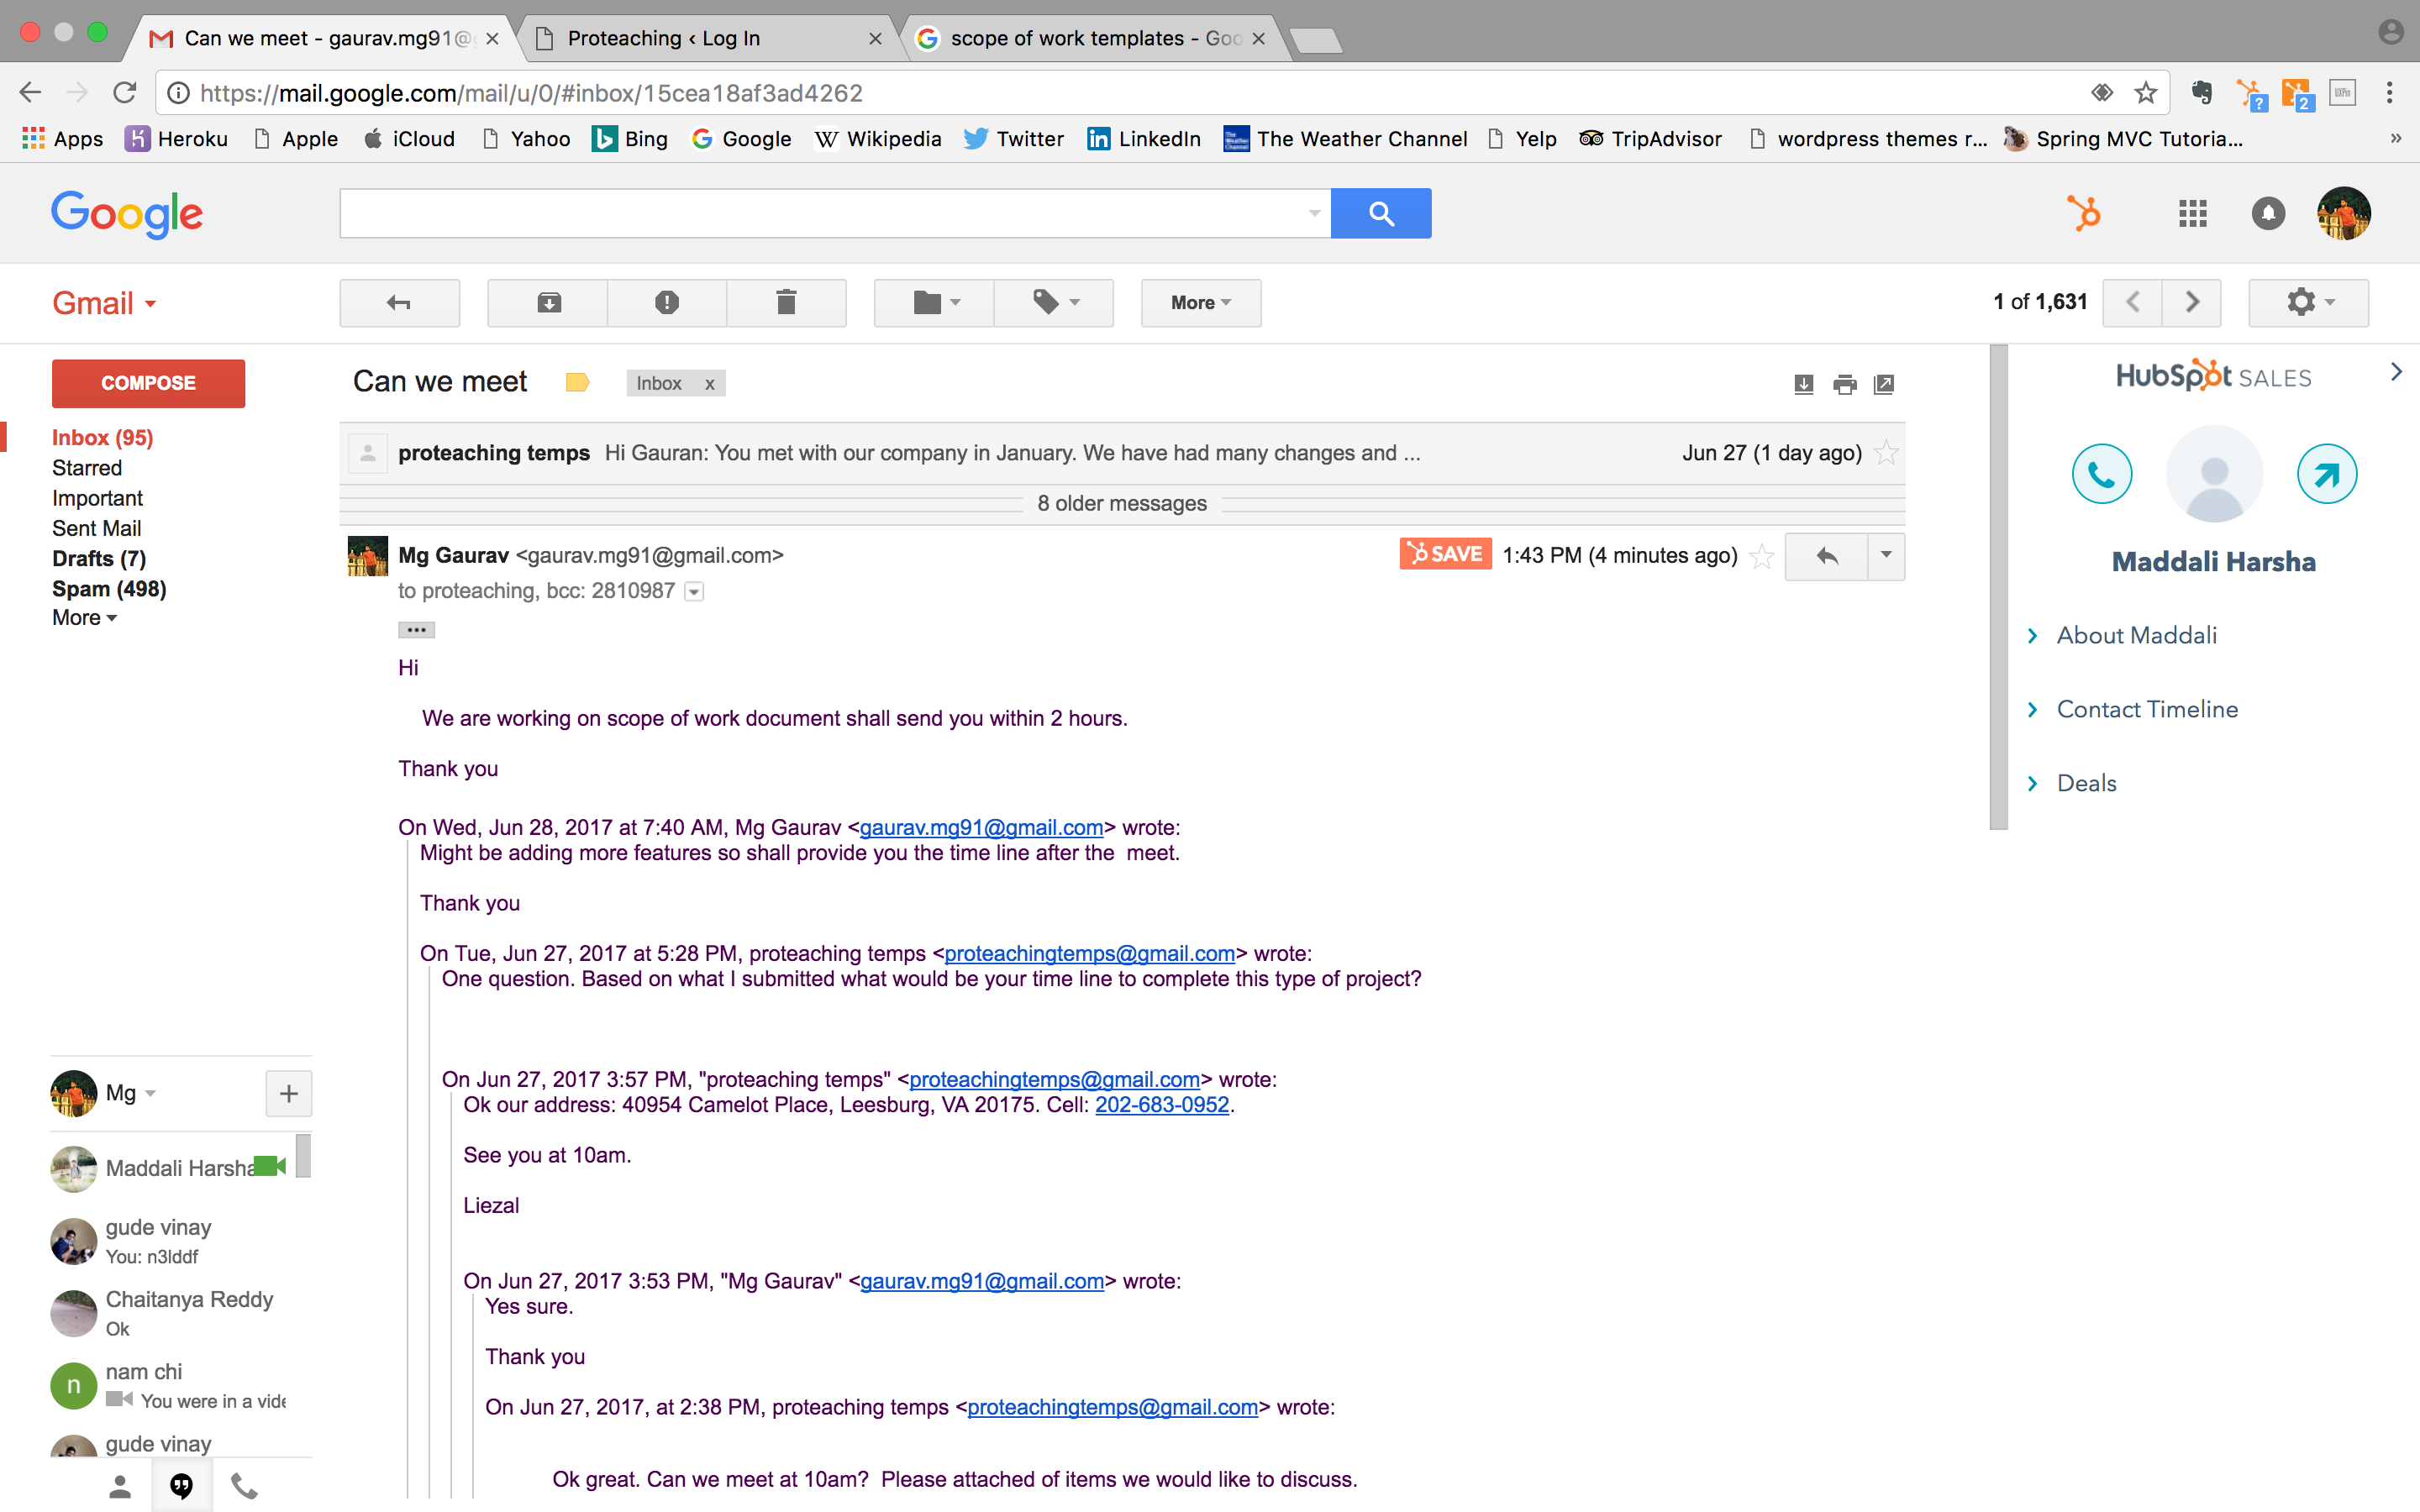 Can we meet - gaurav.mg91@
Proteaching ‹ Log In
scope of work templates - Goo
https://mail.google.com/mail/u/0/#inbox/15cea18af3ad4262
?
2
UXPin
Apps Heroku Apple iCloud Yahoo Bing Google Wikipedia Twitter LinkedIn The Weather Channel Yelp TripAdvisor wordpress themes r... Spring MVC Tutoria... »
Google
Gmail
More
1 of 1,631
COMPOSE
Inbox (95)
Starred
Important
Sent Mail
Drafts (7)
Spam (498)
More
Can we meet
Inbox x
proteaching temps Hi Gauran: You met with our company in January. We have had many changes and ... Jun 27 (1 day ago)
8 older messages
Mg Gaurav <gaurav.mg91@gmail.com> SAVE 1:43 PM (4 minutes ago)
to proteaching, bcc: 2810987
•••
Hi
We are working on scope of work document shall send you within 2 hours.
Thank you
On Wed, Jun 28, 2017 at 7:40 AM, Mg Gaurav <gaurav.mg91@gmail.com> wrote:
Might be adding more features so shall provide you the time line after the  meet.
Thank you
On Tue, Jun 27, 2017 at 5:28 PM, proteaching temps <proteachingtemps@gmail.com> wrote:
One question. Based on what I submitted what would be your time line to complete this type of project?
On Jun 27, 2017 3:57 PM, "proteaching temps" <proteachingtemps@gmail.com> wrote:
Ok our address: 40954 Camelot Place, Leesburg, VA 20175. Cell: 202-683-0952.
See you at 10am.
Liezal
On Jun 27, 2017 3:53 PM, "Mg Gaurav" <gaurav.mg91@gmail.com> wrote:
Yes sure.
Thank you
On Jun 27, 2017, at 2:38 PM, proteaching temps <proteachingtemps@gmail.com> wrote:
Ok great. Can we meet at 10am?  Please attached of items we would like to discuss.
HubSpot SALES
Maddali Harsha
About Maddali
Contact Timeline
Deals
Mg
Maddali Harsha
gude vinay
You: n3lddf
Chaitanya Reddy
Ok
n
nam chi
You were in a vide
gude vinay